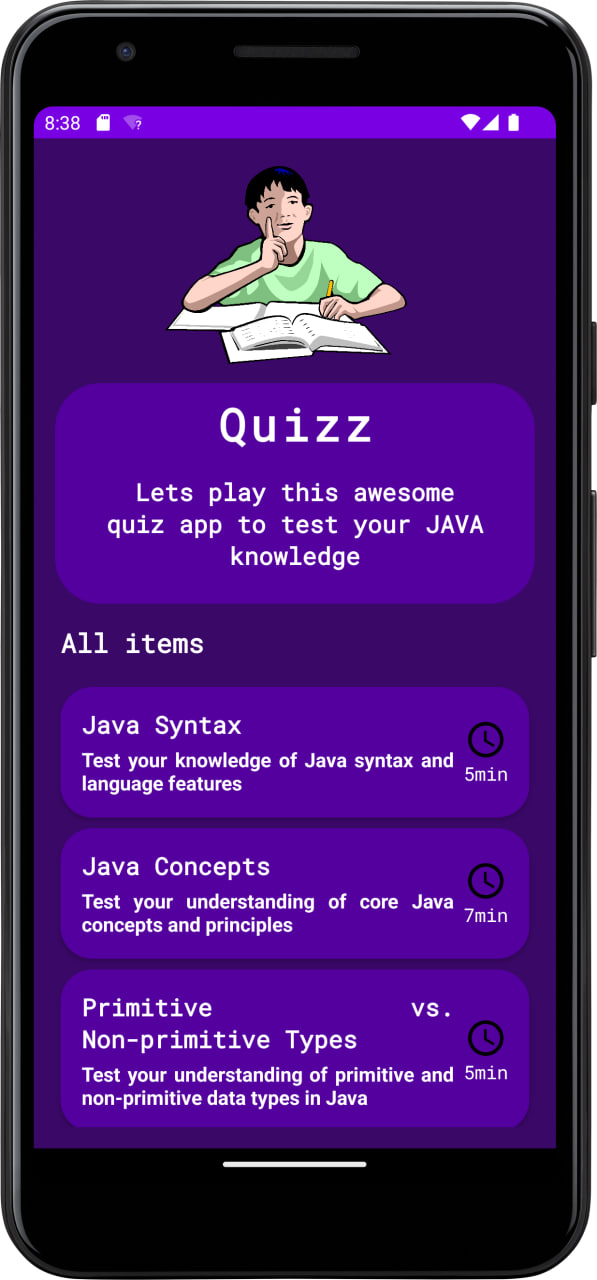 8:38
?
Quizz
Lets play this awesome
quiz app to test your JAVA
knowledge
All items
Java Syntax
Test your knowledge of Java syntax and
language features
5min
Java Concepts
Test your understanding of core Java
concepts and principles
7min
Primitive vs.
Non-primitive Types
Test your understanding of primitive and
non-primitive data types in Java
5min